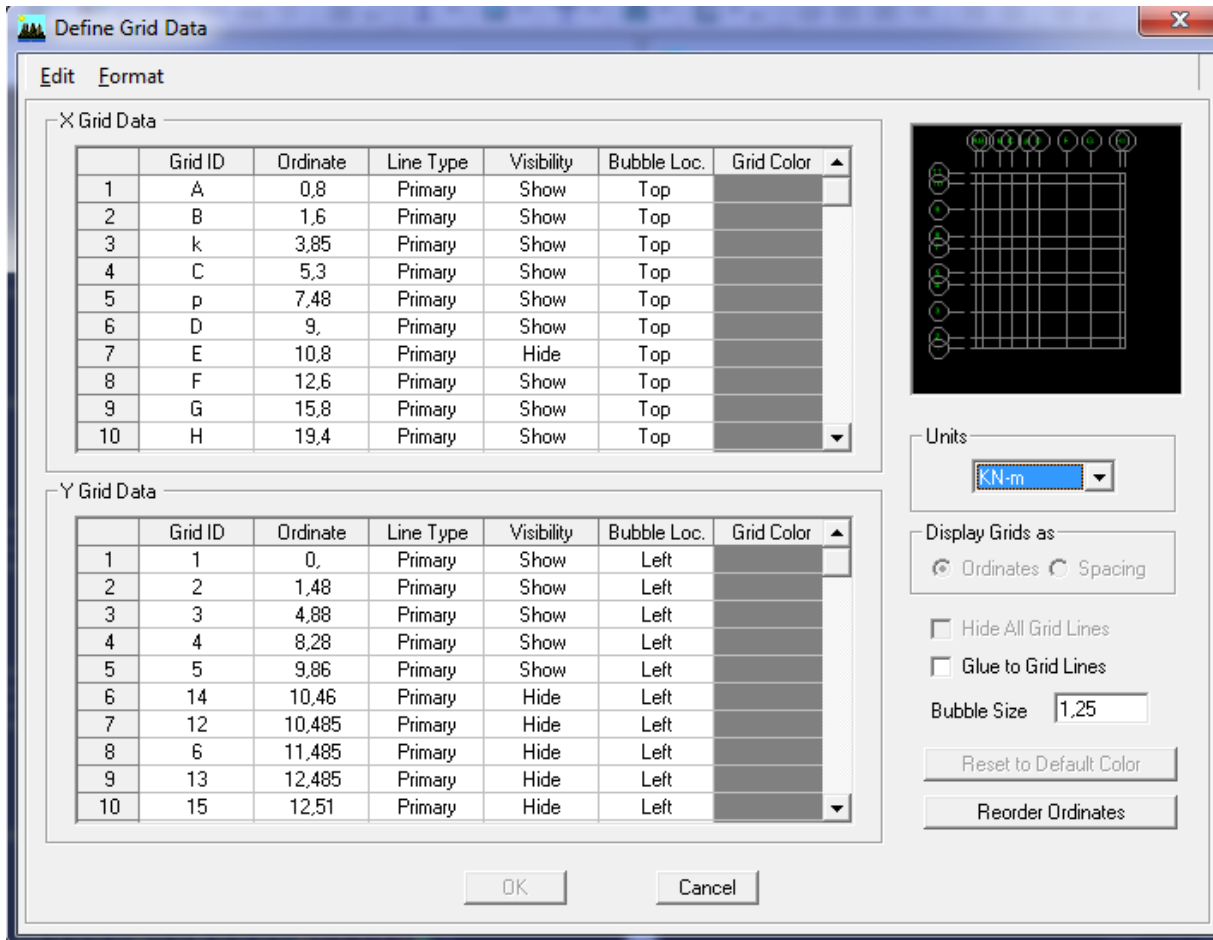 Define Grid Data
Edit Format
X Grid Data
Grid ID Ordinate Line Type Visibility Bubble Loc. Grid Color
1 A 0,8 Primary Show Top
2 B 1,6 Primary Show Top
3 k 3,85 Primary Show Top
4 C 5,3 Primary Show Top
5 p 7,48 Primary Show Top
6 D 9, Primary Show Top
7 E 10,8 Primary Hide Top
8 F 12,6 Primary Show Top
9 G 15,8 Primary Show Top
10 H 19,4 Primary Show Top
Units
KN-m
Y Grid Data
Grid ID Ordinate Line Type Visibility Bubble Loc. Grid Color
1 1 0, Primary Show Left
2 2 1,48 Primary Show Left
3 3 4,88 Primary Show Left
4 4 8,28 Primary Show Left
5 5 9,86 Primary Show Left
6 14 10,46 Primary Hide Left
7 12 10,485 Primary Hide Left
8 6 11,485 Primary Hide Left
9 13 12,485 Primary Hide Left
10 15 12,51 Primary Hide Left
Display Grids as
Ordinates Spacing
Hide All Grid Lines
Glue to Grid Lines
Bubble Size 1,25
Reset to Default Color
Reorder Ordinates
OK Cancel